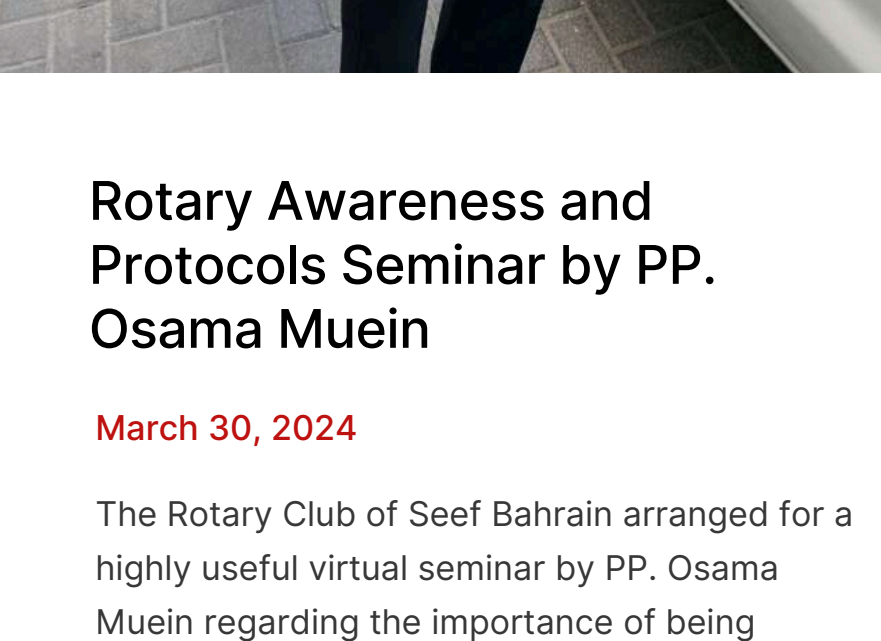 Rotary Awareness and
Protocols Seminar by PP.
Osama Muein
March 30, 2024
The Rotary Club of Seef Bahrain arranged for a
highly useful virtual seminar by PP. Osama
Muein regarding the importance of being